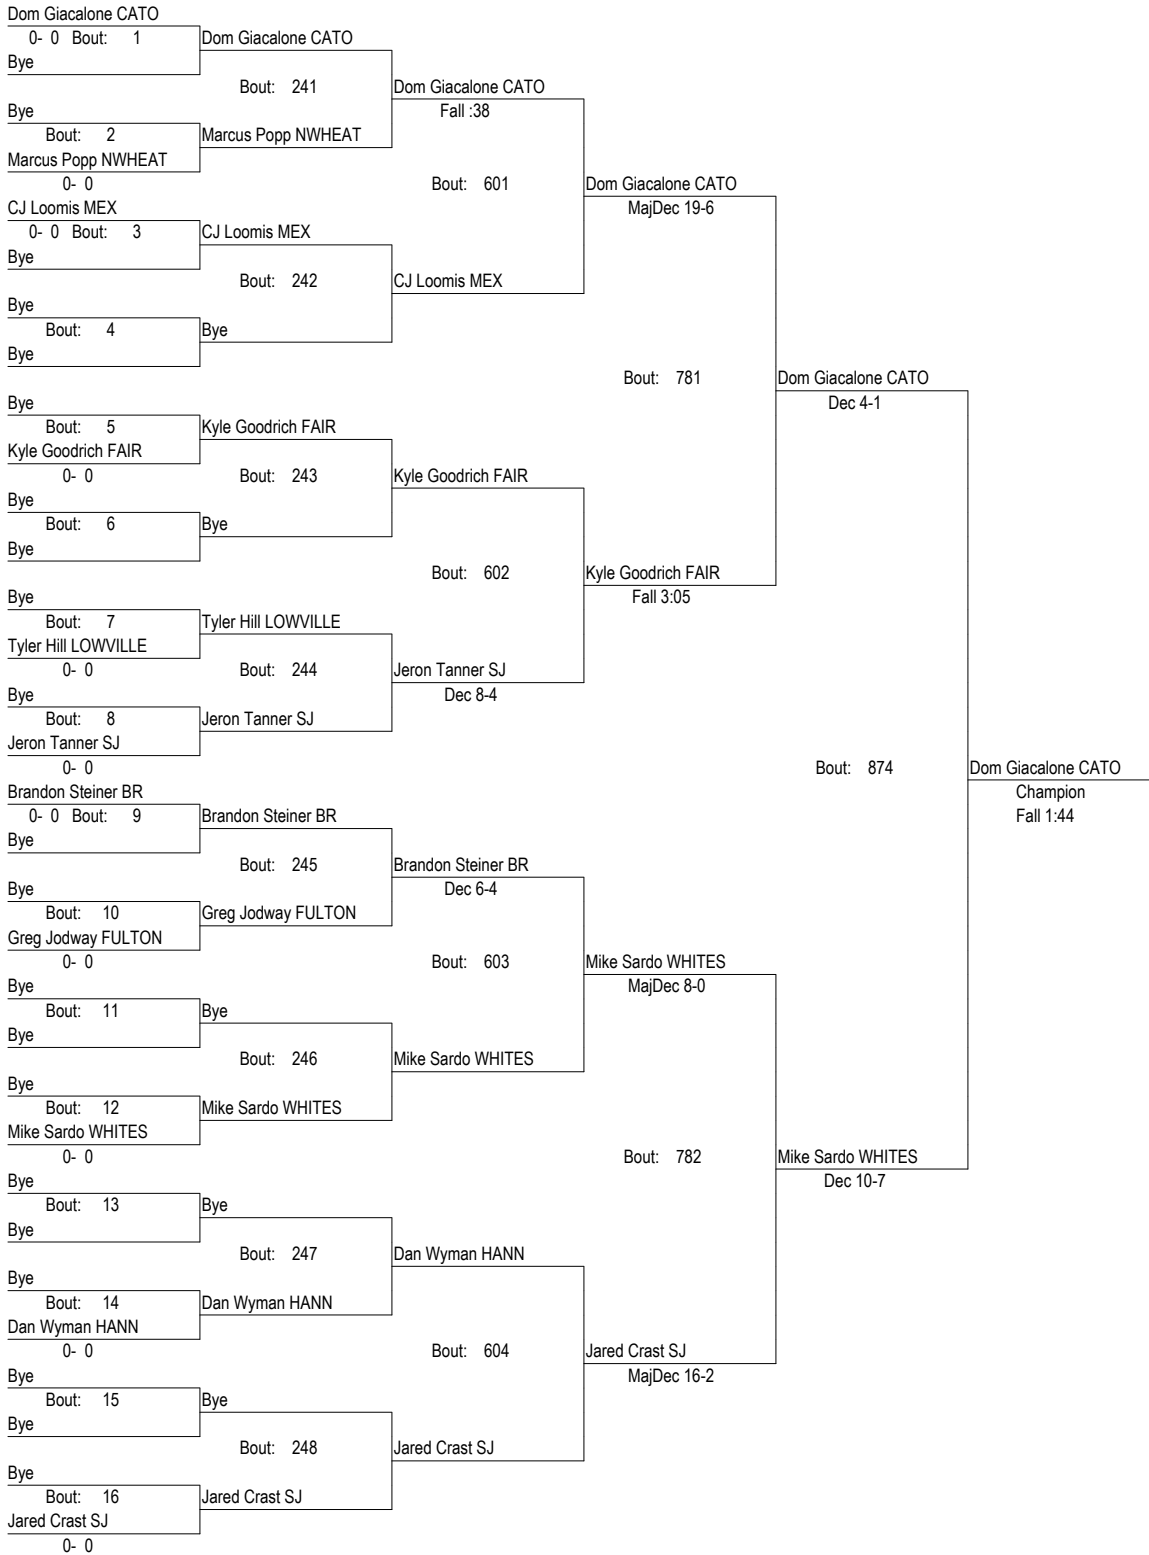 Dom Giacalone CATO
0- 0 Bout: 1 Dom Giacalone CATO
Bye
Bout: 241 Dom Giacalone CATO
Bye Fall :38
Bout: 2 Marcus Popp NWHEAT
Marcus Popp NWHEAT
0- 0 Bout: 601 Dom Giacalone CATO
CJ Loomis MEX MajDec 19-6
0- 0 Bout: 3 CJ Loomis MEX
Bye
Bout: 242 CJ Loomis MEX
Bye
Bout: 4 Bye
Bye
Bout: 781 Dom Giacalone CATO
Bye Dec 4-1
Bout: 5 Kyle Goodrich FAIR
Kyle Goodrich FAIR
0- 0 Bout: 243 Kyle Goodrich FAIR
Bye
Bout: 6 Bye
Bye
Bout: 602 Kyle Goodrich FAIR
Bye Fall 3:05
Bout: 7 Tyler Hill LOWVILLE
Tyler Hill LOWVILLE
0- 0 Bout: 244 Jeron Tanner SJ
Bye Dec 8-4
Bout: 8 Jeron Tanner SJ
Jeron Tanner SJ
0- 0 Bout: 874 Dom Giacalone CATO
Brandon Steiner BR Champion
0- 0 Bout: 9 Brandon Steiner BR Fall 1:44
Bye
Bout: 245 Brandon Steiner BR
Bye Dec 6-4
Bout: 10 Greg Jodway FULTON
Greg Jodway FULTON
0- 0 Bout: 603 Mike Sardo WHITES
Bye MajDec 8-0
Bout: 11 Bye
Bye
Bout: 246 Mike Sardo WHITES
Bye
Bout: 12 Mike Sardo WHITES
Mike Sardo WHITES
0- 0 Bout: 782 Mike Sardo WHITES
Bye Dec 10-7
Bout: 13 Bye
Bye
Bout: 247 Dan Wyman HANN
Bye
Bout: 14 Dan Wyman HANN
Dan Wyman HANN
0- 0 Bout: 604 Jared Crast SJ
Bye MajDec 16-2
Bout: 15 Bye
Bye
Bout: 248 Jared Crast SJ
Bye
Bout: 16 Jared Crast SJ
Jared Crast SJ
0- 0